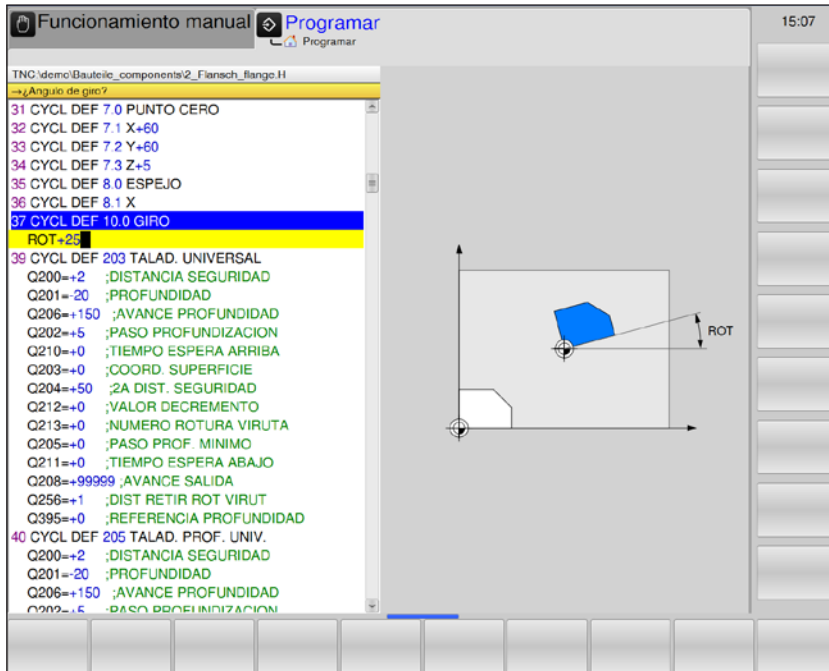 Funcionamiento manual
Programar
Programar
15:07
TNC:\demo\Bauteile_components\2_Flansch_flange.H
→¿Angulo de giro?
31 CYCL DEF 7.0 PUNTO CERO
32 CYCL DEF 7.1 X+60
33 CYCL DEF 7.2 Y+60
34 CYCL DEF 7.3 Z+5
35 CYCL DEF 8.0 ESPEJO
36 CYCL DEF 8.1 X
37 CYCL DEF 10.0 GIRO
ROT+25
39 CYCL DEF 203 TALAD. UNIVERSAL
Q200=+2 ;DISTANCIA SEGURIDAD
Q201=-20 ;PROFUNDIDAD
Q206=+150 ;AVANCE PROFUNDIDAD
Q202=+5 ;PASO PROFUNDIZACION
Q210=+0 ;TIEMPO ESPERA ARRIBA
Q203=+0 ;COORD. SUPERFICIE
Q204=+50 ;2A DIST. SEGURIDAD
Q212=+0 ;VALOR DECREMENTO
Q213=+0 ;NUMERO ROTURA VIRUTA
Q205=+0 ;PASO PROF. MINIMO
Q211=+0 ;TIEMPO ESPERA ABAJO
Q208=+99999 ;AVANCE SALIDA
Q256=+1 ;DIST RETIR ROT VIRUT
Q395=+0 ;REFERENCIA PROFUNDIDAD
40 CYCL DEF 205 TALAD. PROF. UNIV.
Q200=+2 ;DISTANCIA SEGURIDAD
Q201=-20 ;PROFUNDIDAD
Q206=+150 ;AVANCE PROFUNDIDAD
Q202=+5 ;PASO PROFUNDIZACION
ROT